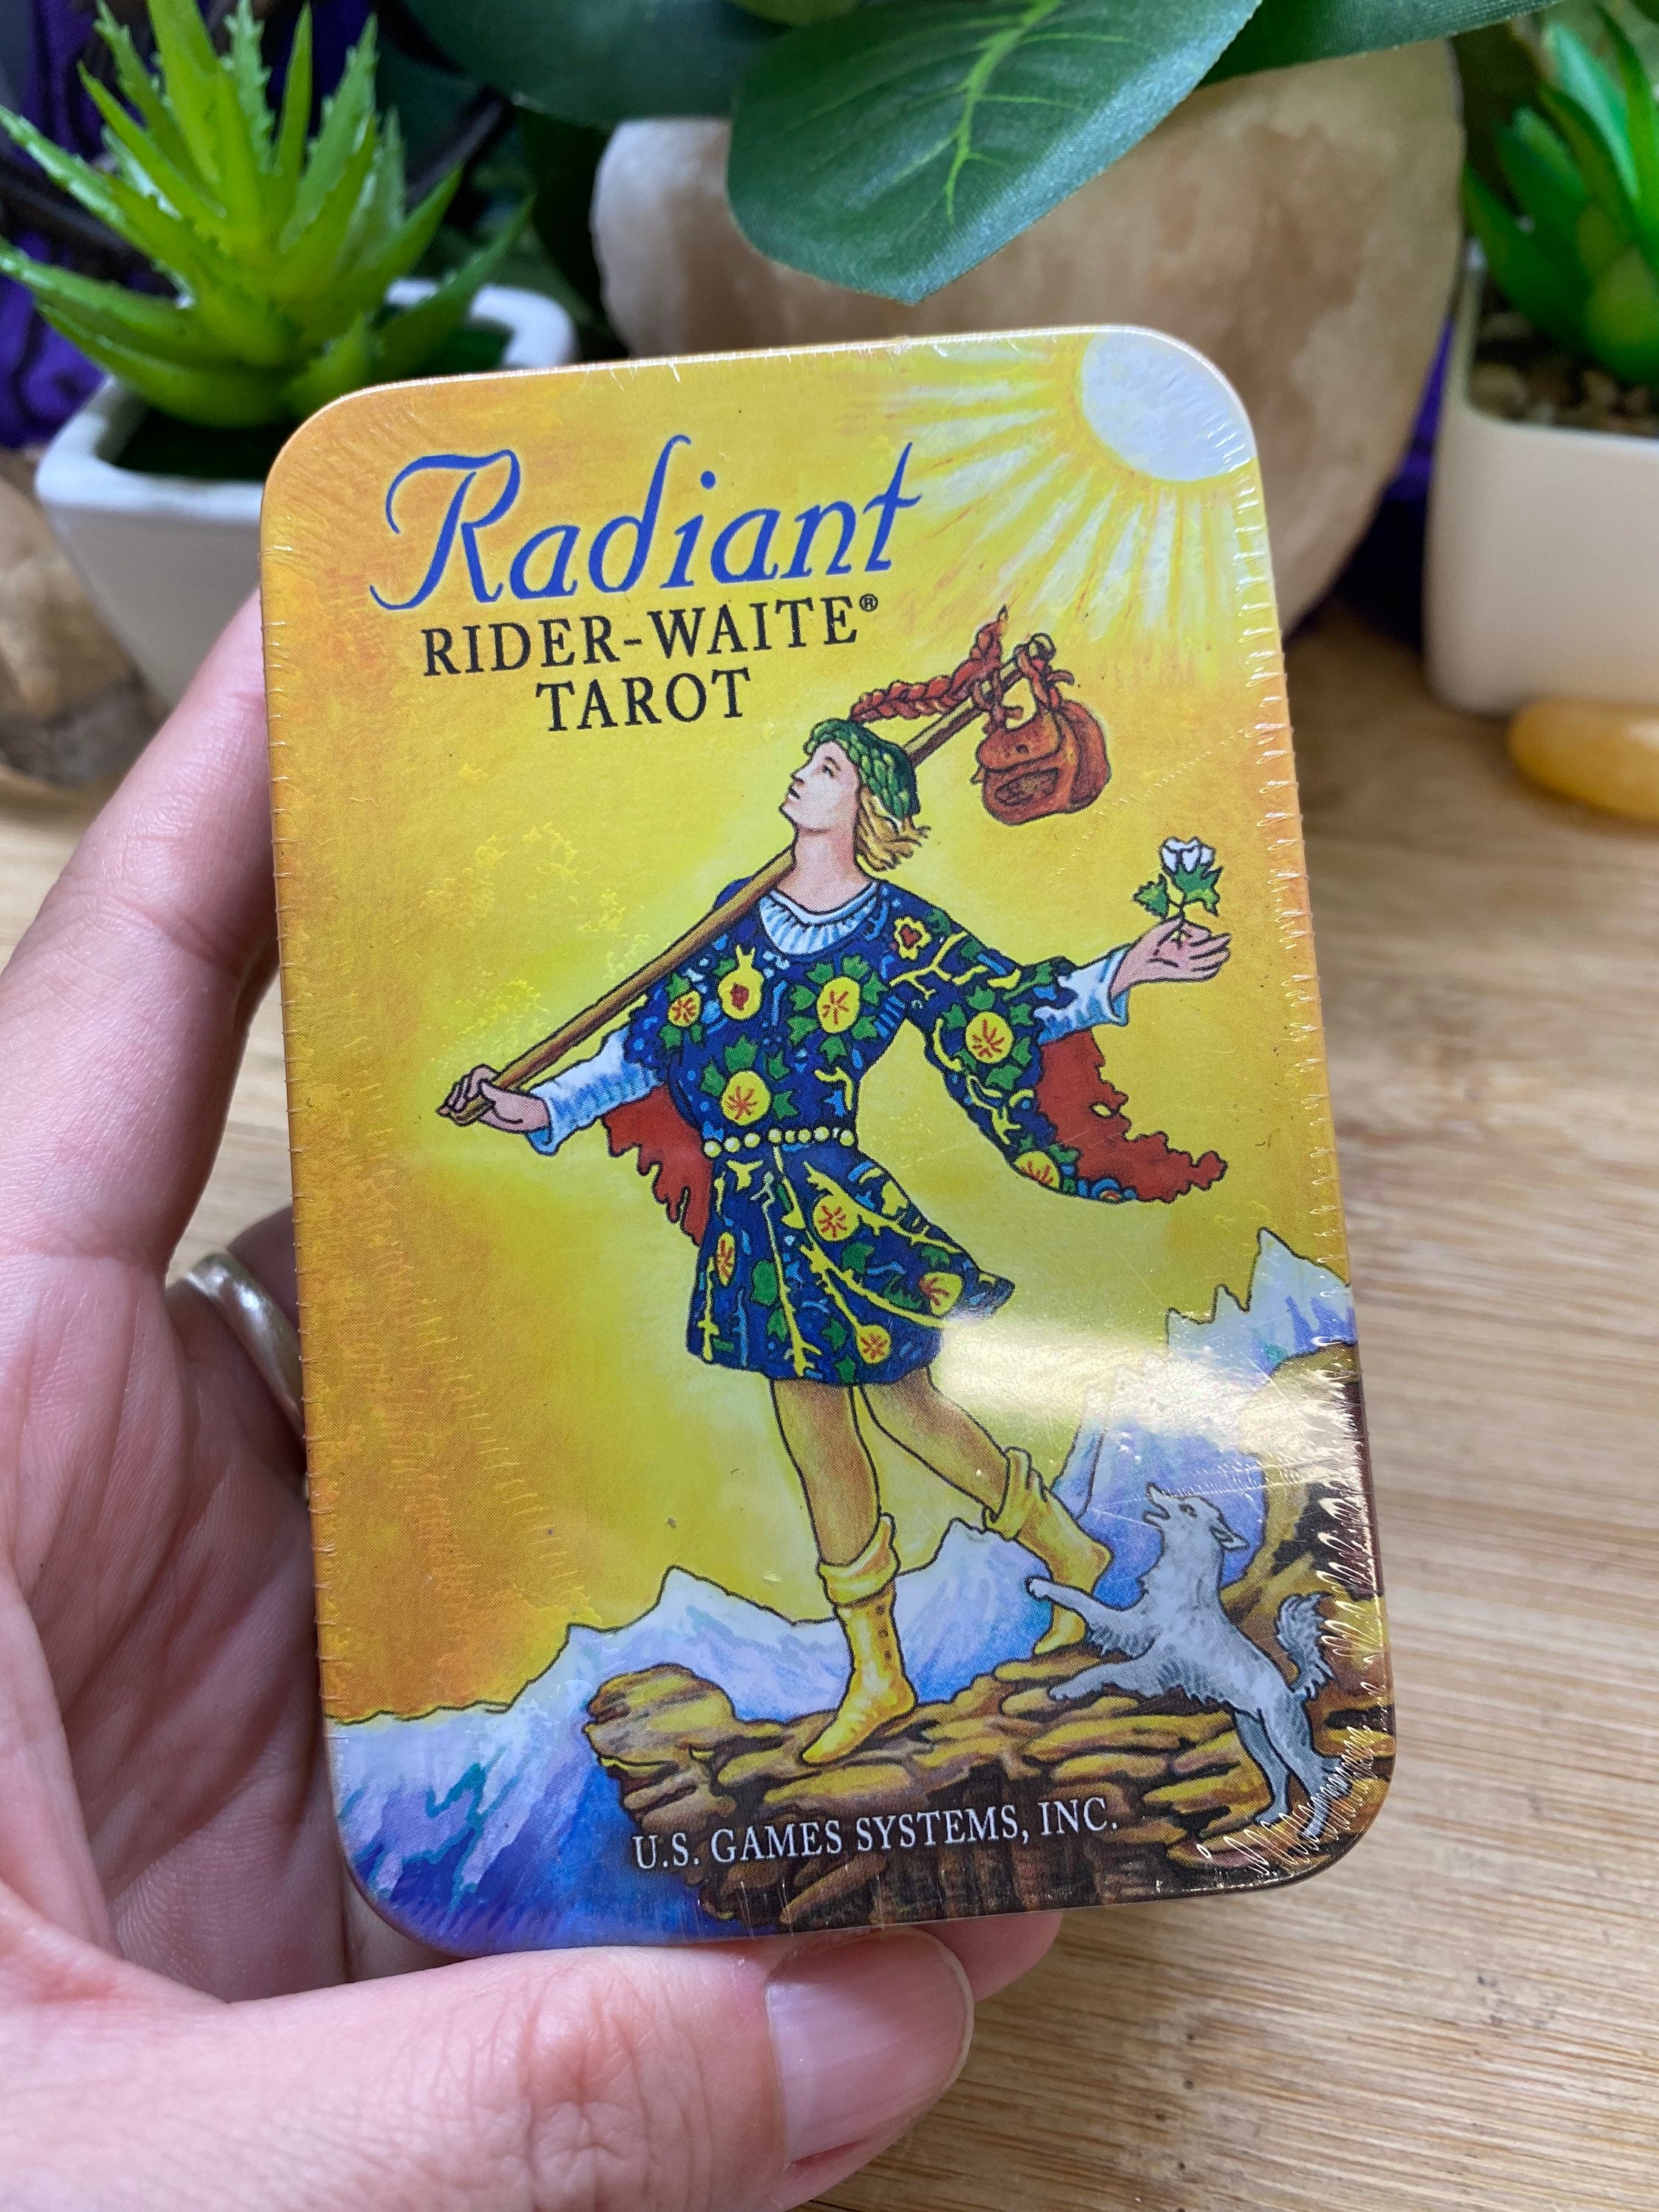 Radiant
RIDER-WAITE®
TAROT
U.S. GAMES SYSTEMS, INC.